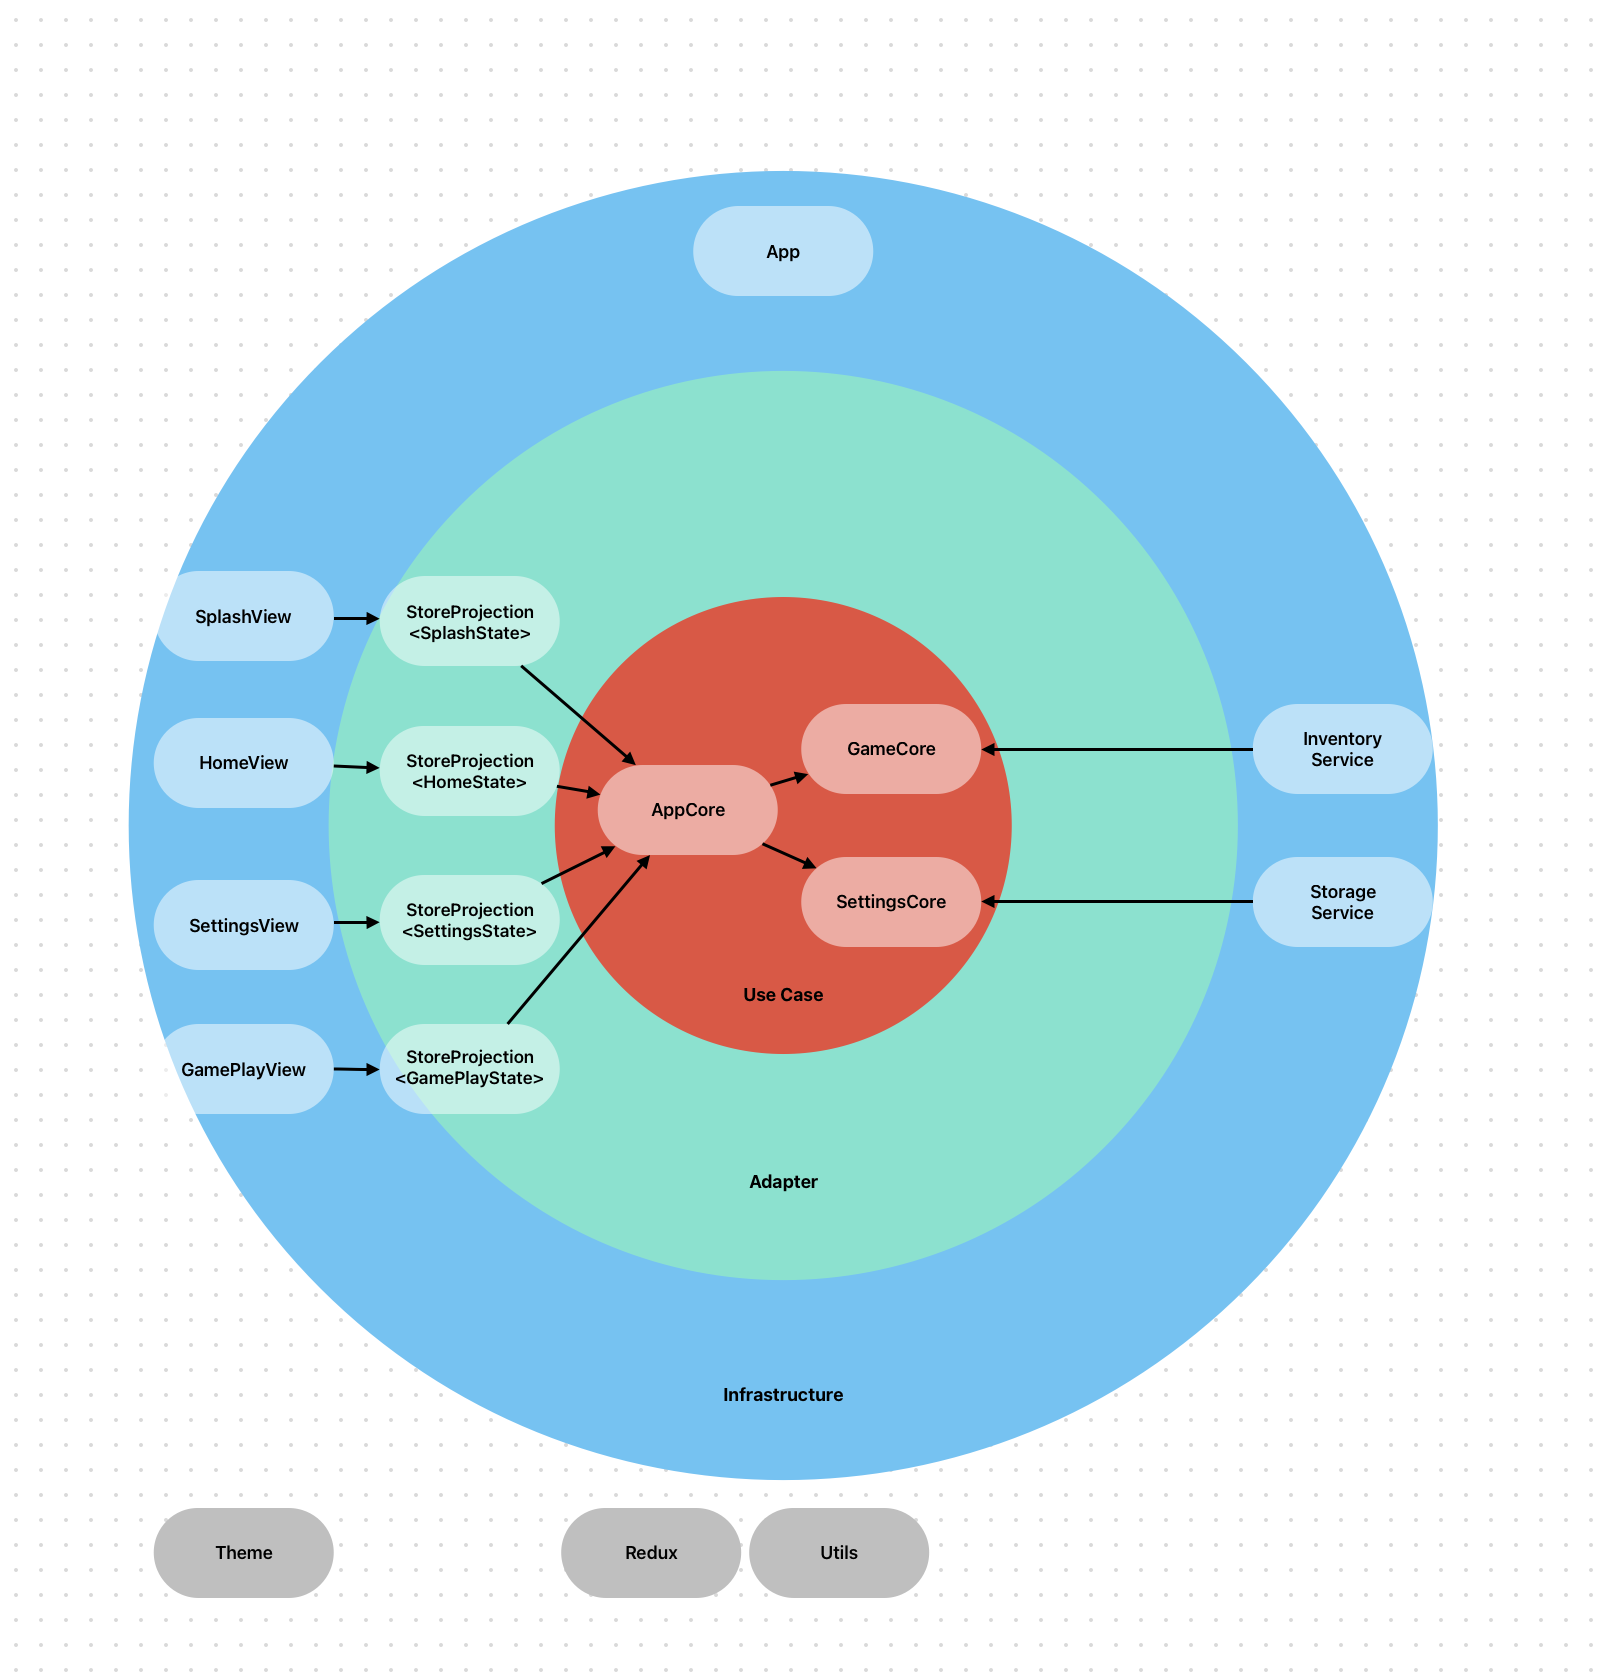 App
SplashView
StoreProjection
<SplashState>
HomeView
StoreProjection
<HomeState>
SettingsView
StoreProjection
<SettingsState>
GamePlayView
StoreProjection
<GamePlayState>
AppCore
GameCore
SettingsCore
Inventory
Service
Storage
Service
Use Case
Adapter
Infrastructure
Theme
Redux
Utils